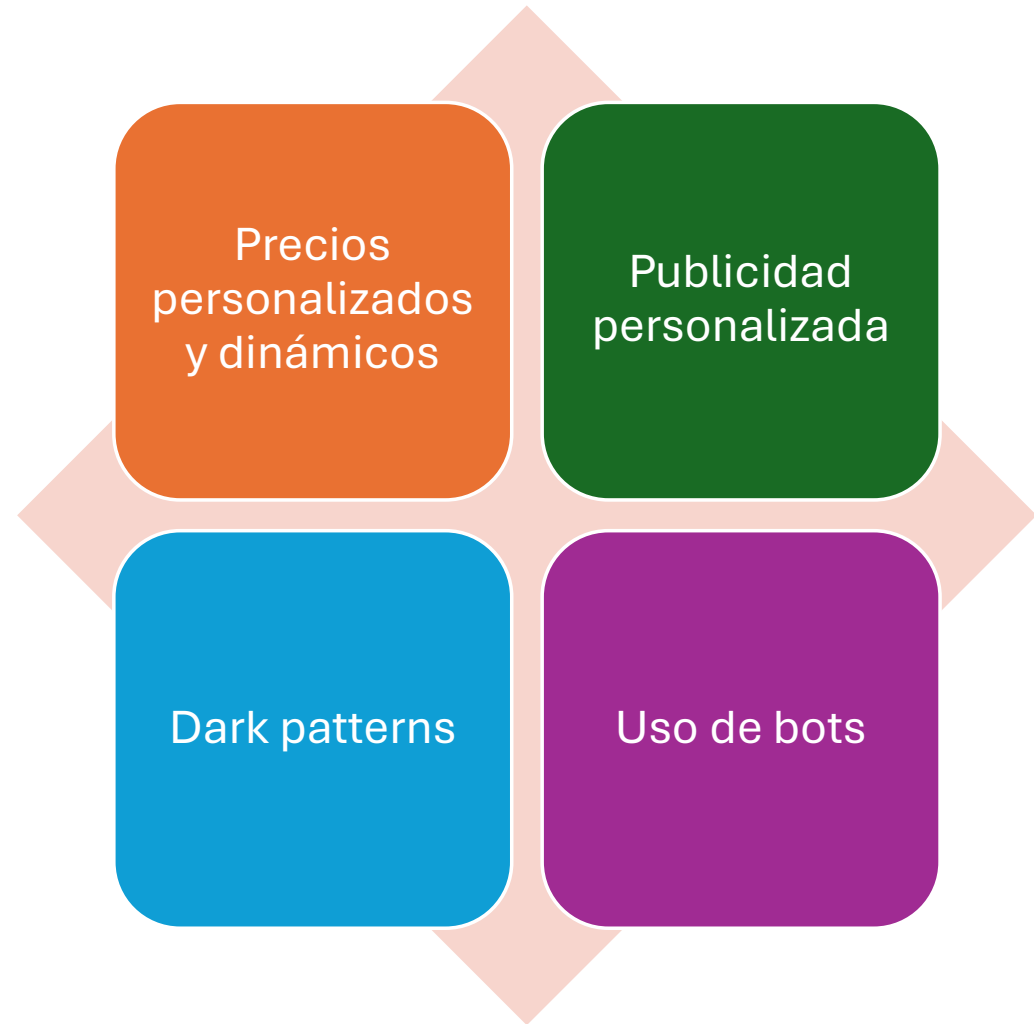 Precios
personalizados
y dinámicos
Publicidad
personalizada
Dark patterns
Uso de bots